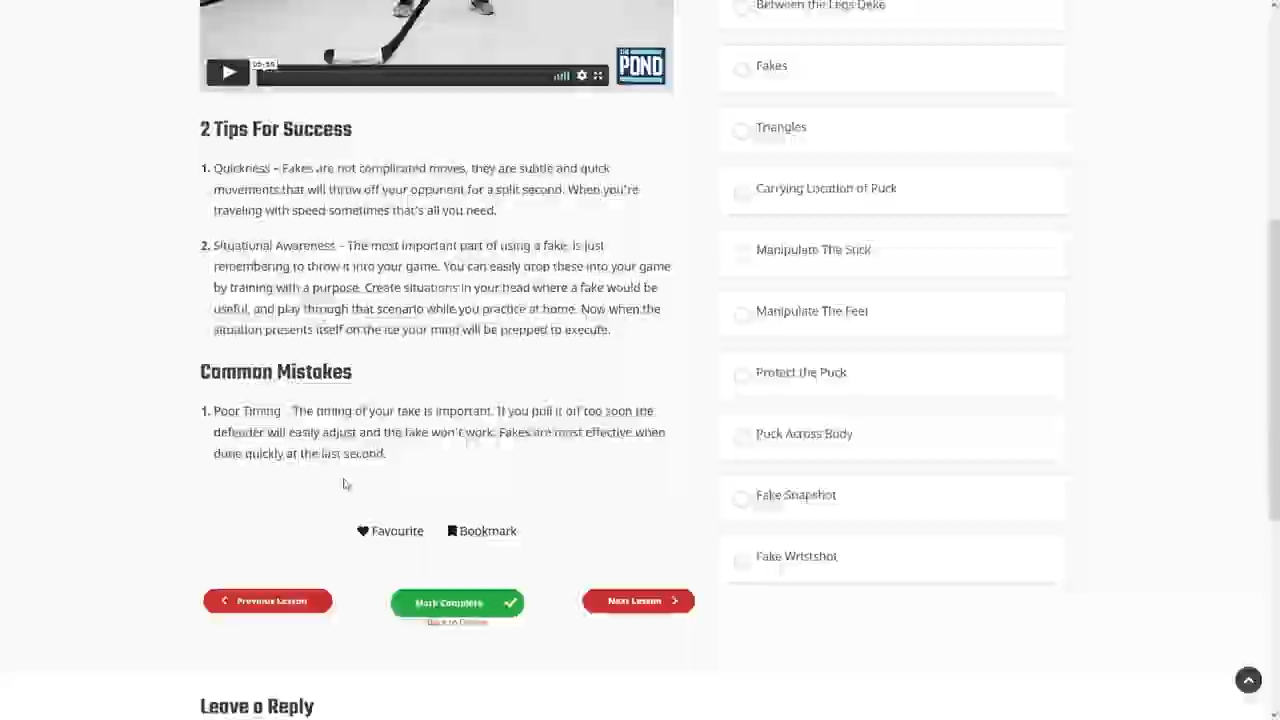 Between the Legs Deke
05:56
THE POND
Fakes
2 Tips For Success
Triangles
1. Quickness – Fakes are not complicated moves, they are subtle and quick
movements that will throw off your opponent for a split second. When you're
traveling with speed sometimes that's all you need.
Carrying Location of Puck
2. Situational Awareness – The most important part of using a fake, is just
remembering to throw it into your game. You can easily drop these into your game
by training with a purpose. Create situations in your head where a fake would be
useful, and play through that scenario while you practice at home. Now when the
situation presents itself on the ice your mind will be prepped to execute.
Manipulate The Stick
Manipulate The Feet
Common Mistakes
Protect the Puck
1. Poor Timing – The timing of your fake is important. If you pull it off too soon the
defender will easily adjust and the fake won't work. Fakes are most effective when
done quickly at the last second.
Puck Across Body
Fake Snapshot
Favourite Bookmark
Fake Wristshot
Previous Lesson Mark Complete Next Lesson
Back to Course
Leave a Reply